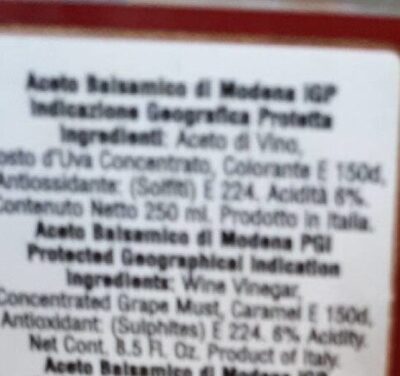 Aceto Balsamico di Modena IGP
Indicazione Geografica Protetta
Ingredienti: Aceto di Vino,
osto d'Uva Concentrato, Colorante E 150d,
Antiossidante: (Solfiti) E 224. Acidità 6%.
Contenuto Netto 250 ml. Prodotto in Italia.
Aceto Balsamico di Modena PGI
Protected Geographical Indication
Ingredients: Wine Vinegar,
Concentrated Grape Must, Caramel E 150d,
Antioxidant: (Sulphites) E 224. 6% Acidity.
Net Cont. 8.5 Fl. Oz. Product of Italy.
Aceto Balsamico di Modena